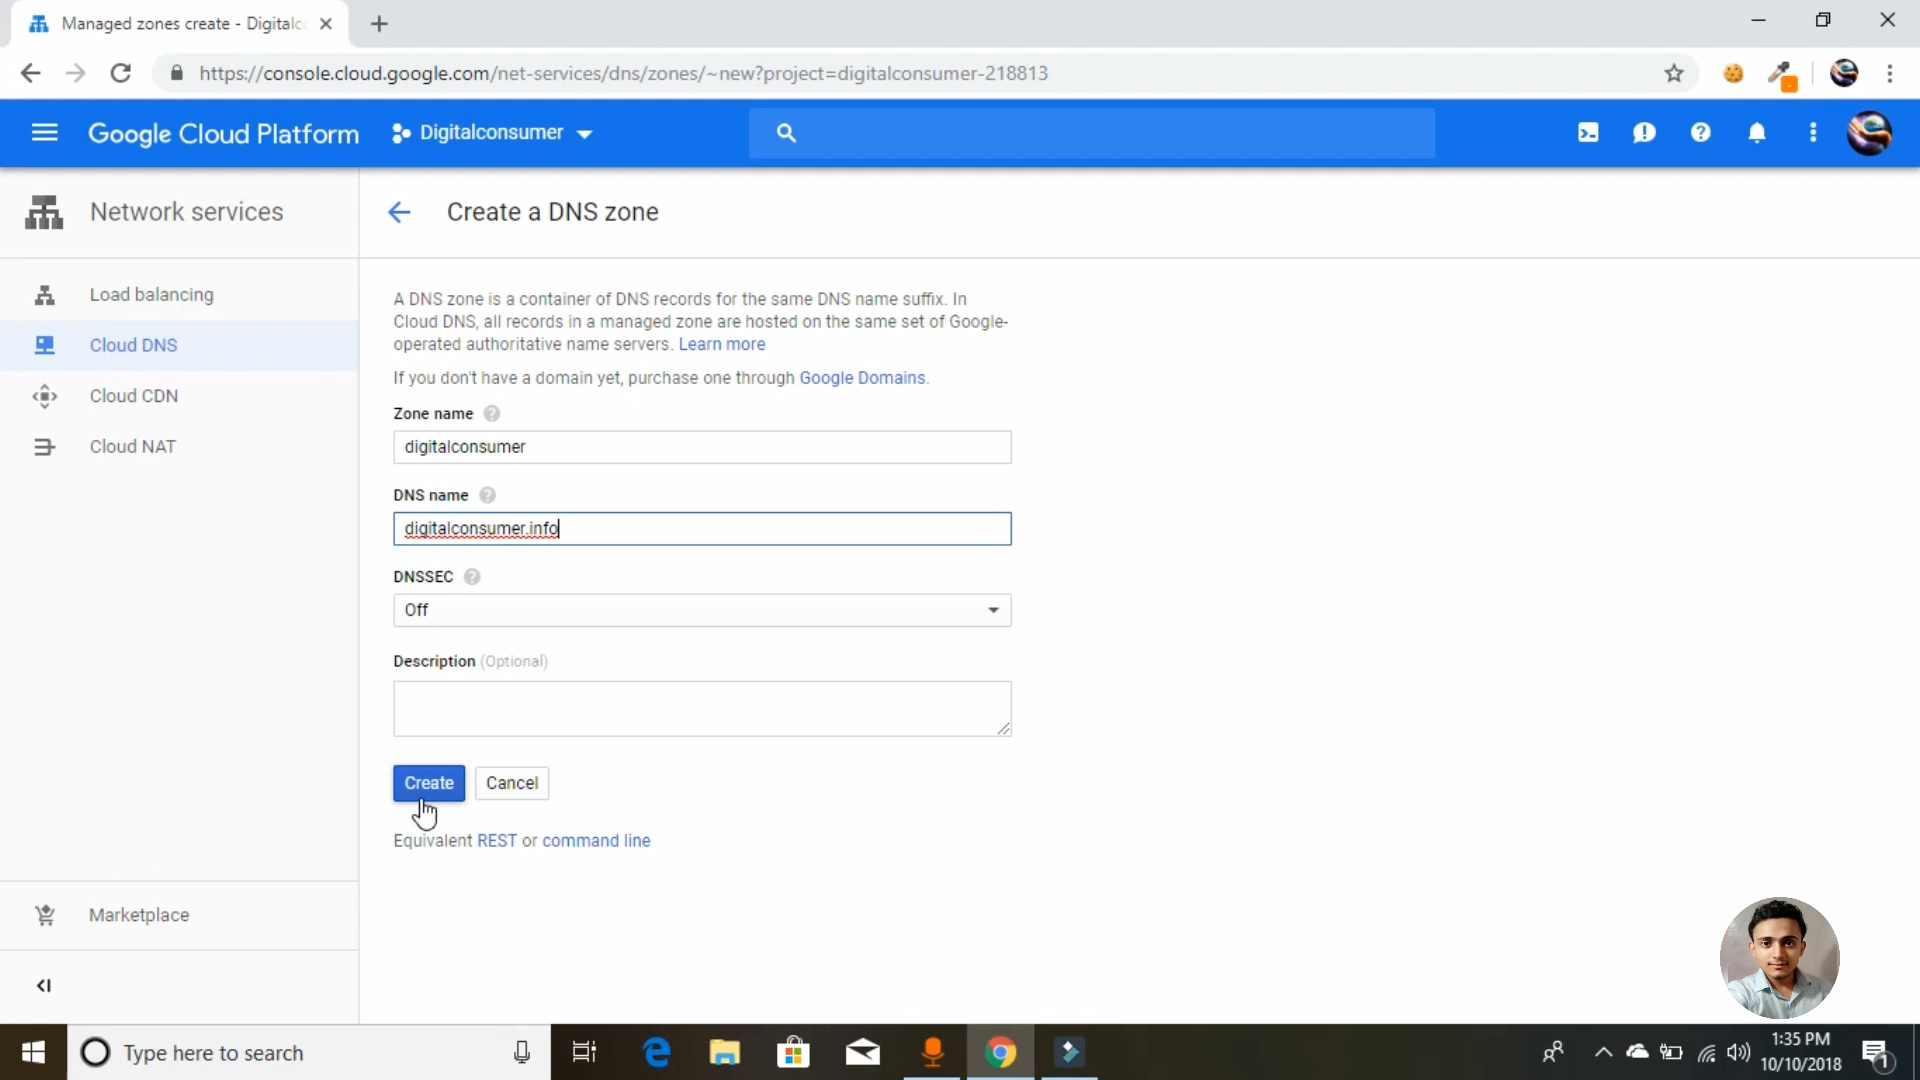 Managed zones create - Digitalc
https://console.cloud.google.com/net-services/dns/zones/~new?project=digitalconsumer-218813
Google Cloud Platform
Digitalconsumer
Network services
Create a DNS zone
Load balancing
Cloud DNS
Cloud CDN
Cloud NAT
A DNS zone is a container of DNS records for the same DNS name suffix. In
Cloud DNS, all records in a managed zone are hosted on the same set of Google-
operated authoritative name servers. Learn more
If you don't have a domain yet, purchase one through Google Domains.
Zone name
digitalconsumer
DNS name
digitalconsumer.info
DNSSEC
Off
Description (Optional)
Create
Cancel
Equivalent REST or command line
Marketplace
Type here to search
1:35 PM
10/10/2018
1